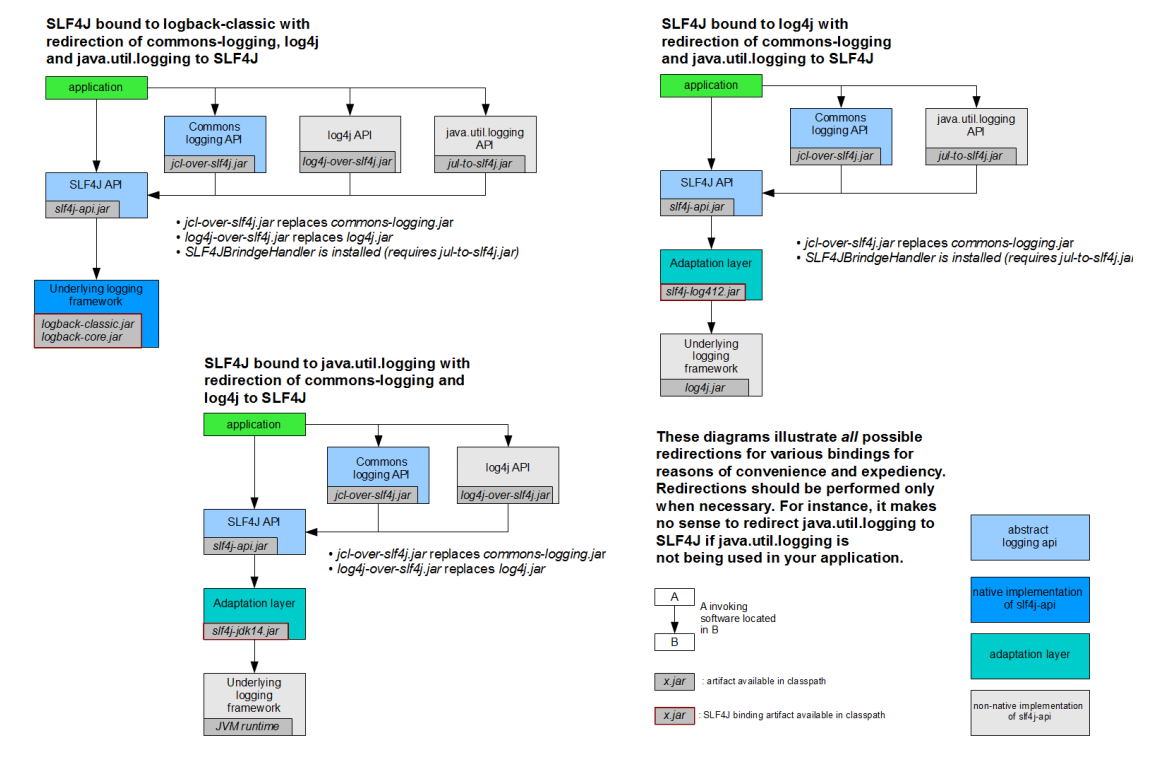 SLF4J bound to logback-classic with
redirection of commons-logging, log4j
and java.util.logging to SLF4J
application
Commons
logging API
jcl-over-slf4j.jar
log4j API
log4j-over-slf4j.jar
java.util.logging
API
jul-to-slf4j.jar
SLF4J API
slf4j-api.jar
• jcl-over-slf4j.jar replaces commons-logging.jar
• log4j-over-slf4j.jar replaces log4j.jar
• SLF4JBrindgeHandler is installed (requires jul-to-slf4j.jar)
Underlying logging
framework
logback-classic.jar
logback-core.jar
SLF4J bound to log4j with
redirection of commons-logging
and java.util.logging to SLF4J
application
Commons
logging API
jcl-over-slf4j.jar
java.util.logging
API
jul-to-slf4j.jar
SLF4J API
slf4j-api.jar
• jcl-over-slf4j.jar replaces commons-logging.jar
• SLF4JBrindgeHandler is installed (requires jul-to-slf4j.jar
Adaptation layer
slf4j-log412.jar
Underlying
logging
framework
log4j.jar
SLF4J bound to java.util.logging with
redirection of commons-logging and
log4j to SLF4J
application
Commons
logging API
jcl-over-slf4j.jar
log4j API
log4j-over-slf4j.jar
SLF4J API
slf4j-api.jar
• jcl-over-slf4j.jar replaces commons-logging.jar
• log4j-over-slf4j.jar replaces log4j.jar
Adaptation layer
slf4j-jdk14.jar
Underlying
logging
framework
JVM runtime
These diagrams illustrate all possible
redirections for various bindings for
reasons of convenience and expediency.
Redirections should be performed only
when necessary. For instance, it makes
no sense to redirect java.util.logging to
SLF4J if java.util.logging is
not being used in your application.
A
A invoking
software located
in B
B
x.jar : artifact available in classpath
x.jar : SLF4J binding artifact available in classpath
abstract
logging api
native implementation
of slf4j-api
adaptation layer
non-native implementation
of slf4j-api